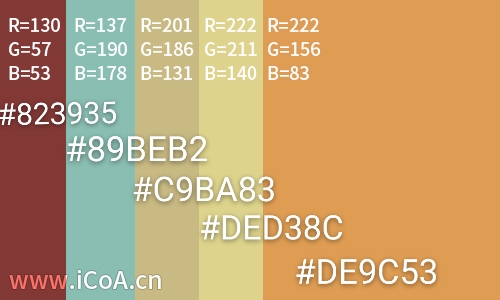 R=130 R=137 R=201 R=222 R=222
G=57 G=190 G=186 G=211 G=156
B=53 B=178 B=131 B=140 B=83
#823935
#89BEB2
#C9BA83
#DED38C
#DE9C53
www.iCoA.cn